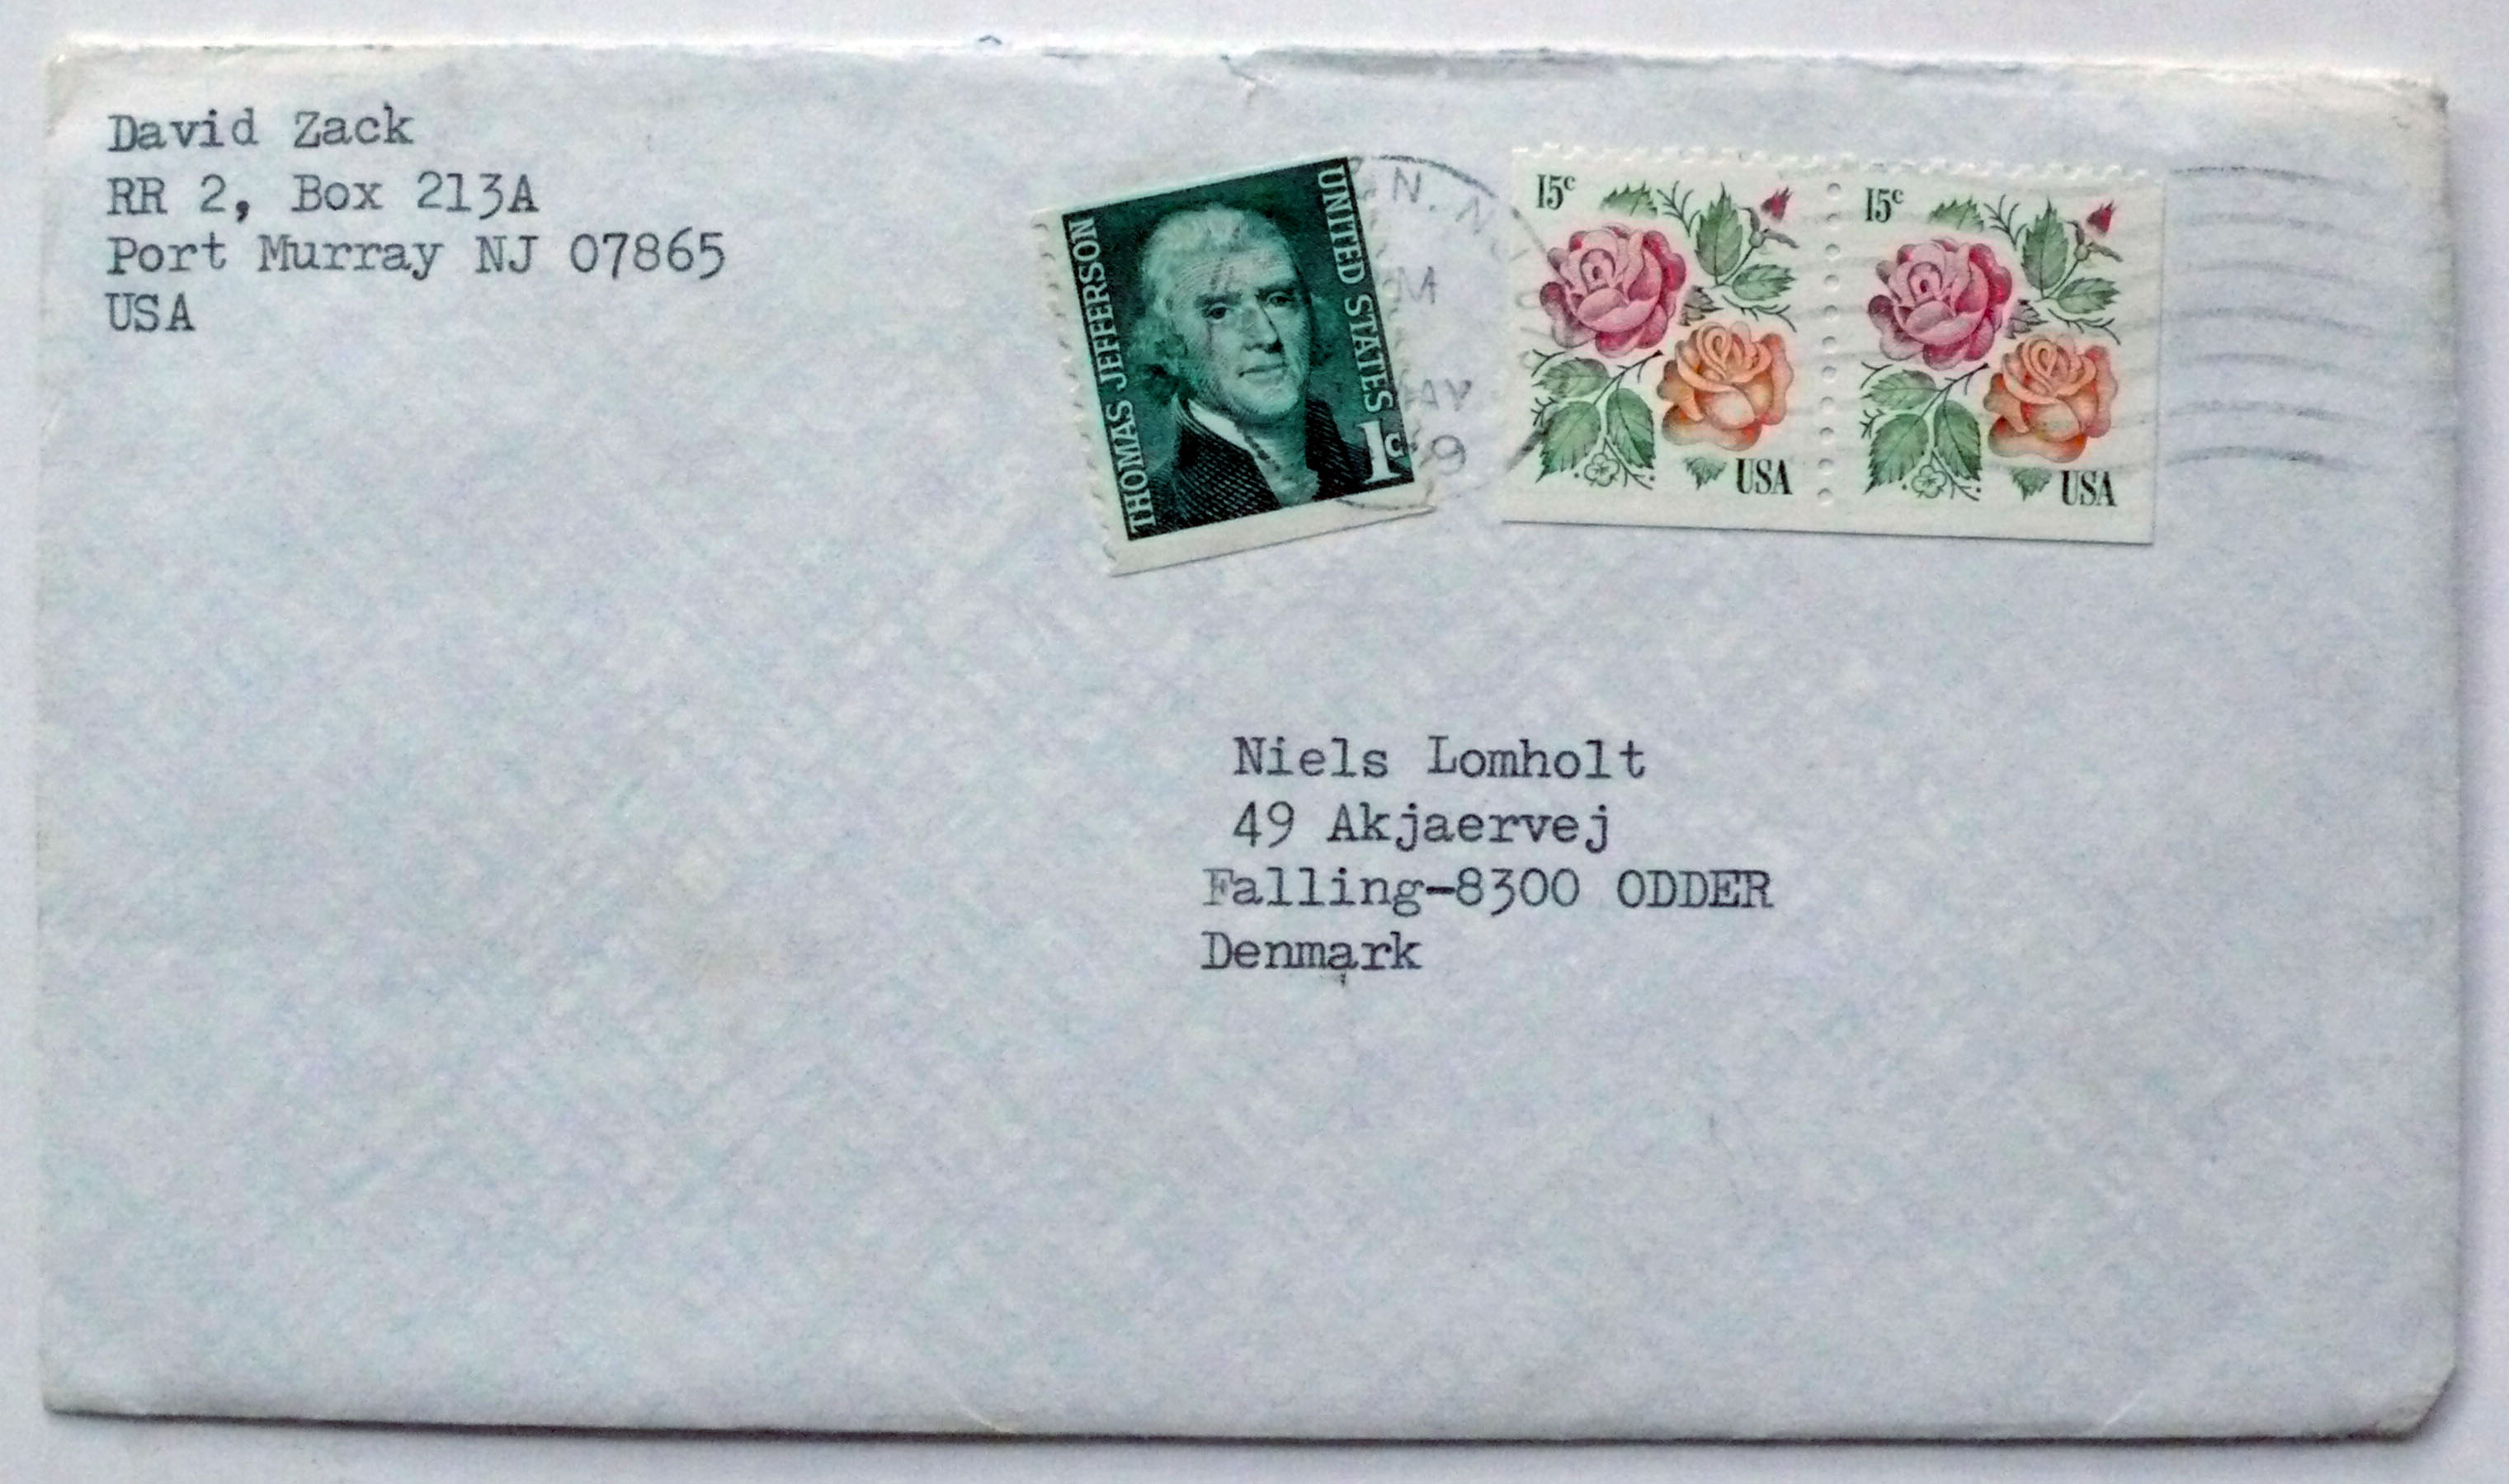 David Zack
RR 2, Box 213A
Port Murray NJ 07865
USA
THOMAS JEFFERSON
UNITED STATES
1c
N.
15c
USA
15c
USA
Niels Lomholt
49 Akjaervej
Falling-8300 ODDER
Denmark